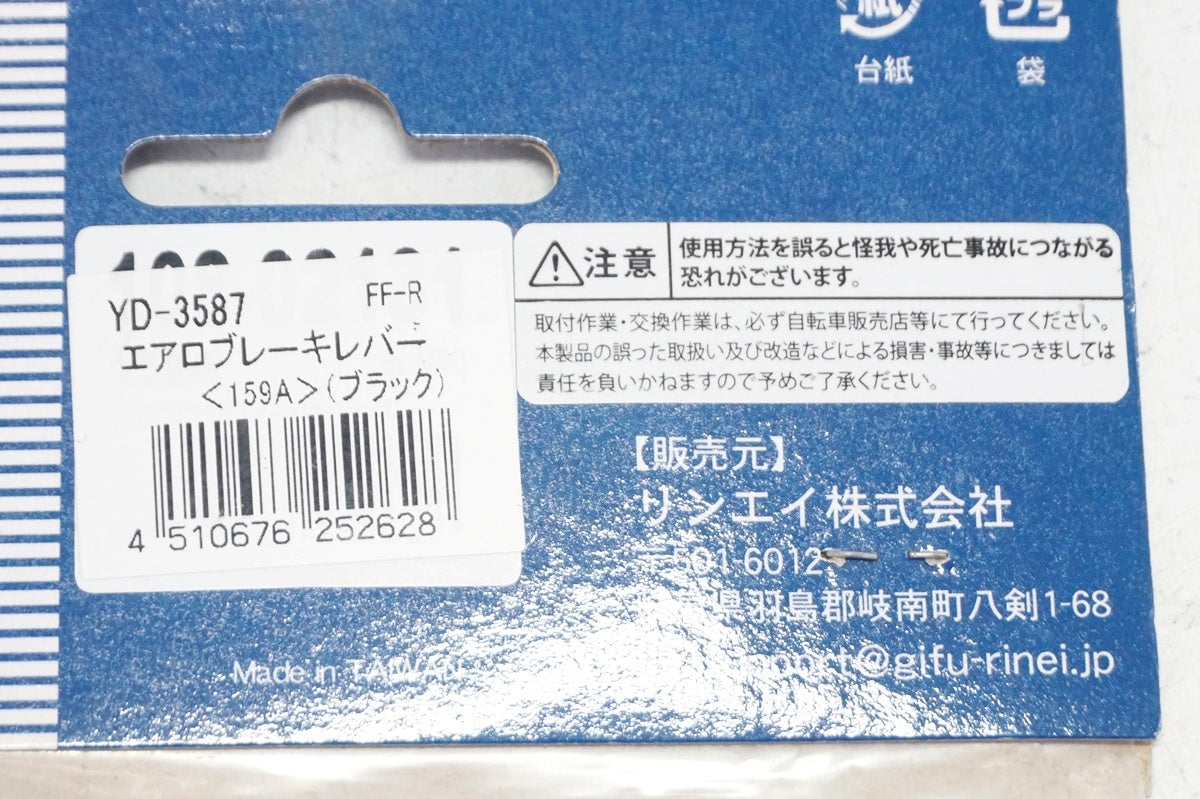 紙
プラ
台紙
袋
YD-3587
FF-R
エアロブレーキレバー
<159A>(ブラック)
4 510676 252628
注意
使用方法を誤ると怪我や死亡事故につながる
恐れがございます。
取付作業・交換作業は、必ず自転車販売店等にて行ってください。
本製品の誤った取扱い及び改造などによる損害・事故等につきましては
責任を負いかねますので予めご了承ください。
【販売元】
リンエイ株式会社
〒501-6012
県羽島郡岐南町八剣1-68
support@gifu-rinei.jp
Made in TAIWAN